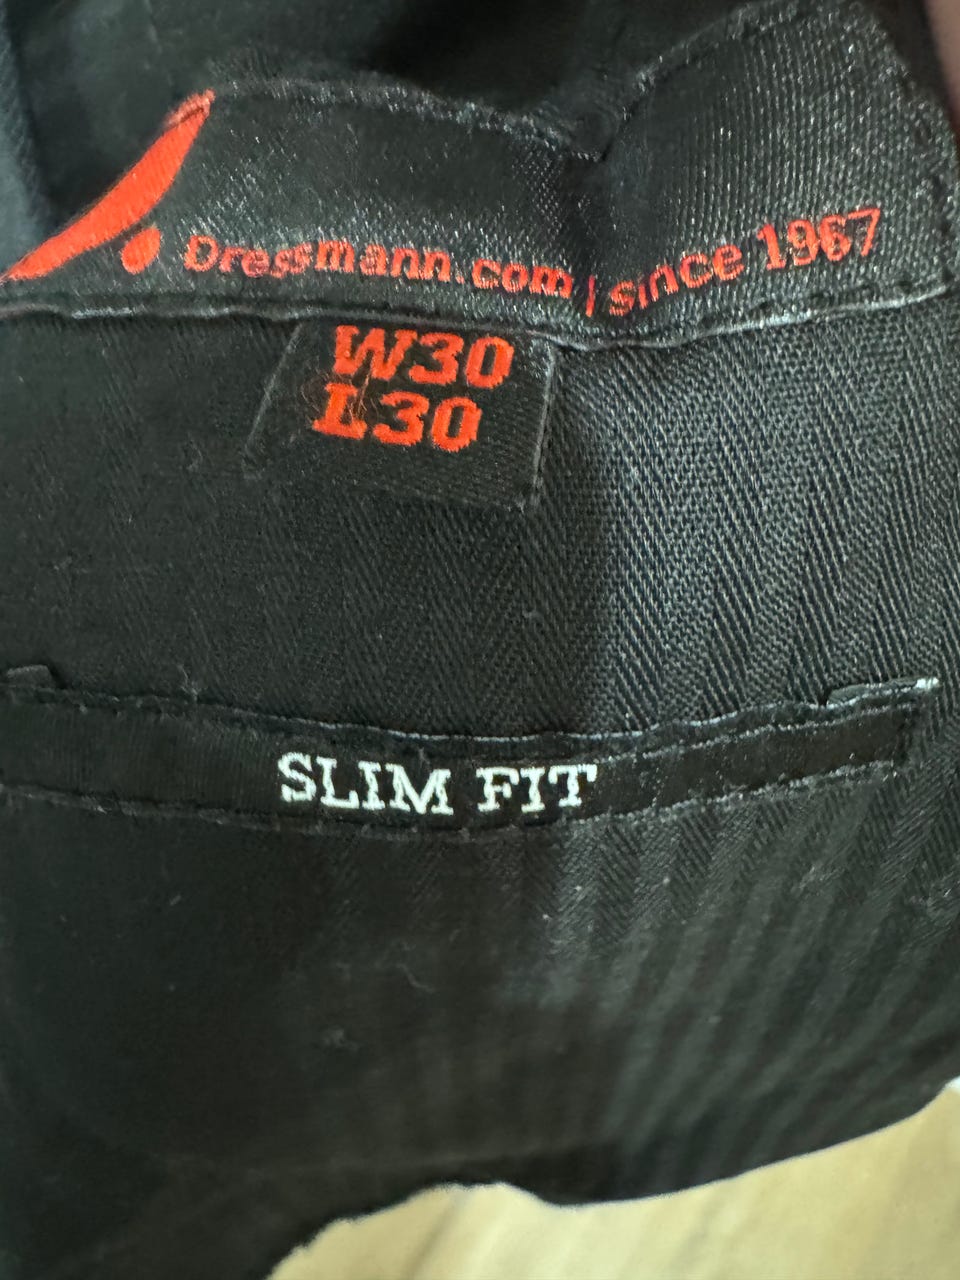 Dressmann.com | since 1967
W30
L30
SLIM FIT